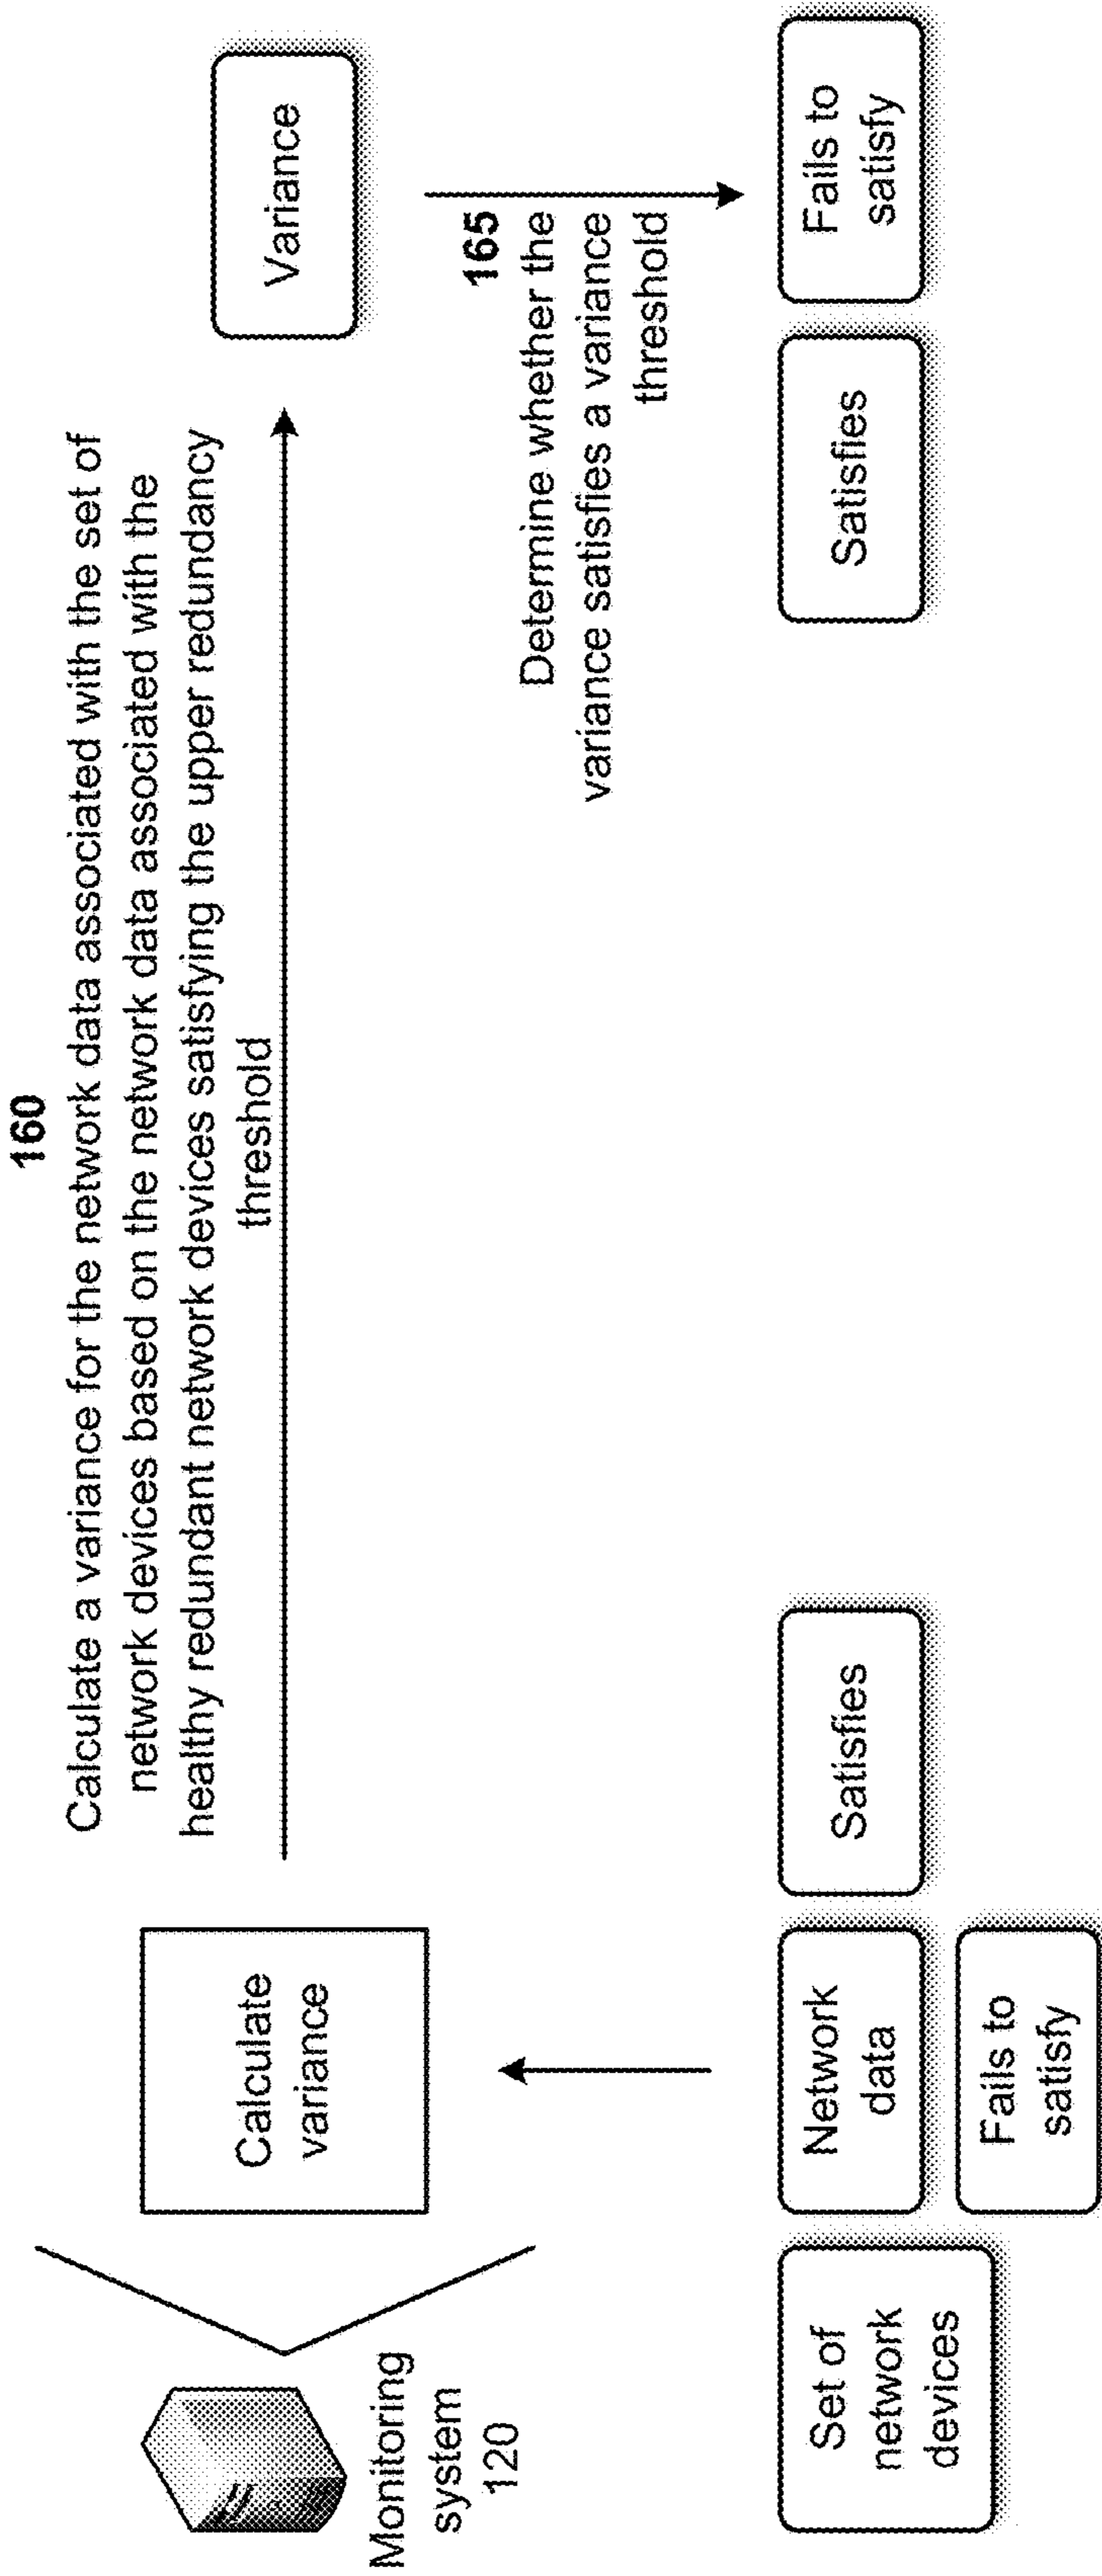 160
Calculate a variance for the network data associated with the set of
network devices based on the network data associated with the
healthy redundant network devices satisfying the upper redundancy
threshold
Monitoring
system
120
Calculate
variance
Variance
165
Determine whether the
variance satisfies a variance
threshold
Set of
network
devices
Network
data
Satisfies
Fails to
satisfy
Satisfies
Fails to
satisfy